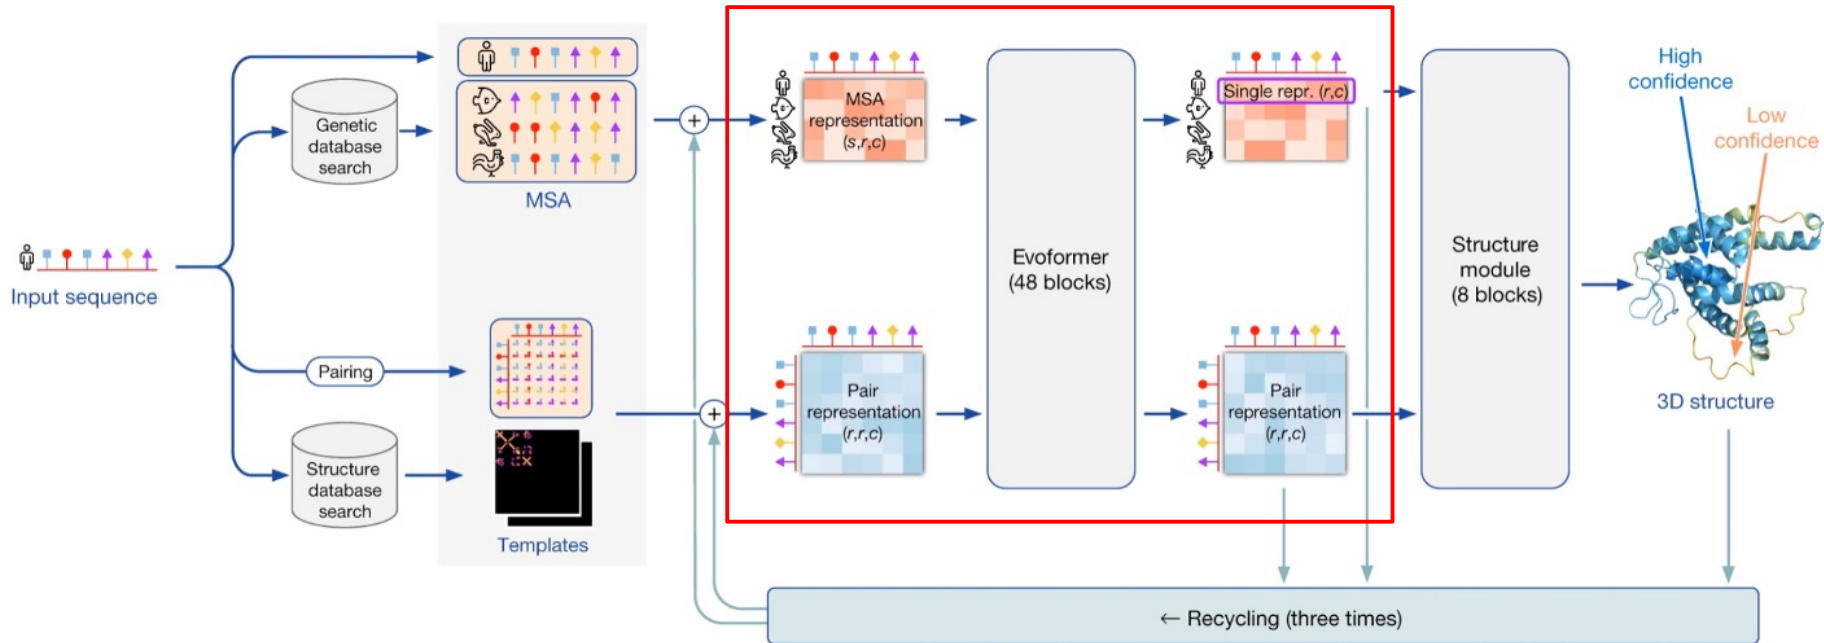 Input sequence
Genetic
database
search
MSA
Pairing
Structure
database
search
Templates
+
+
MSA
representation
(s,r,c)
Pair
representation
(r,r,c)
Evoformer
(48 blocks)
Single repr. (r,c)
Pair
representation
(r,r,c)
Structure
module
(8 blocks)
High
confidence
Low
confidence
3D structure
← Recycling (three times)